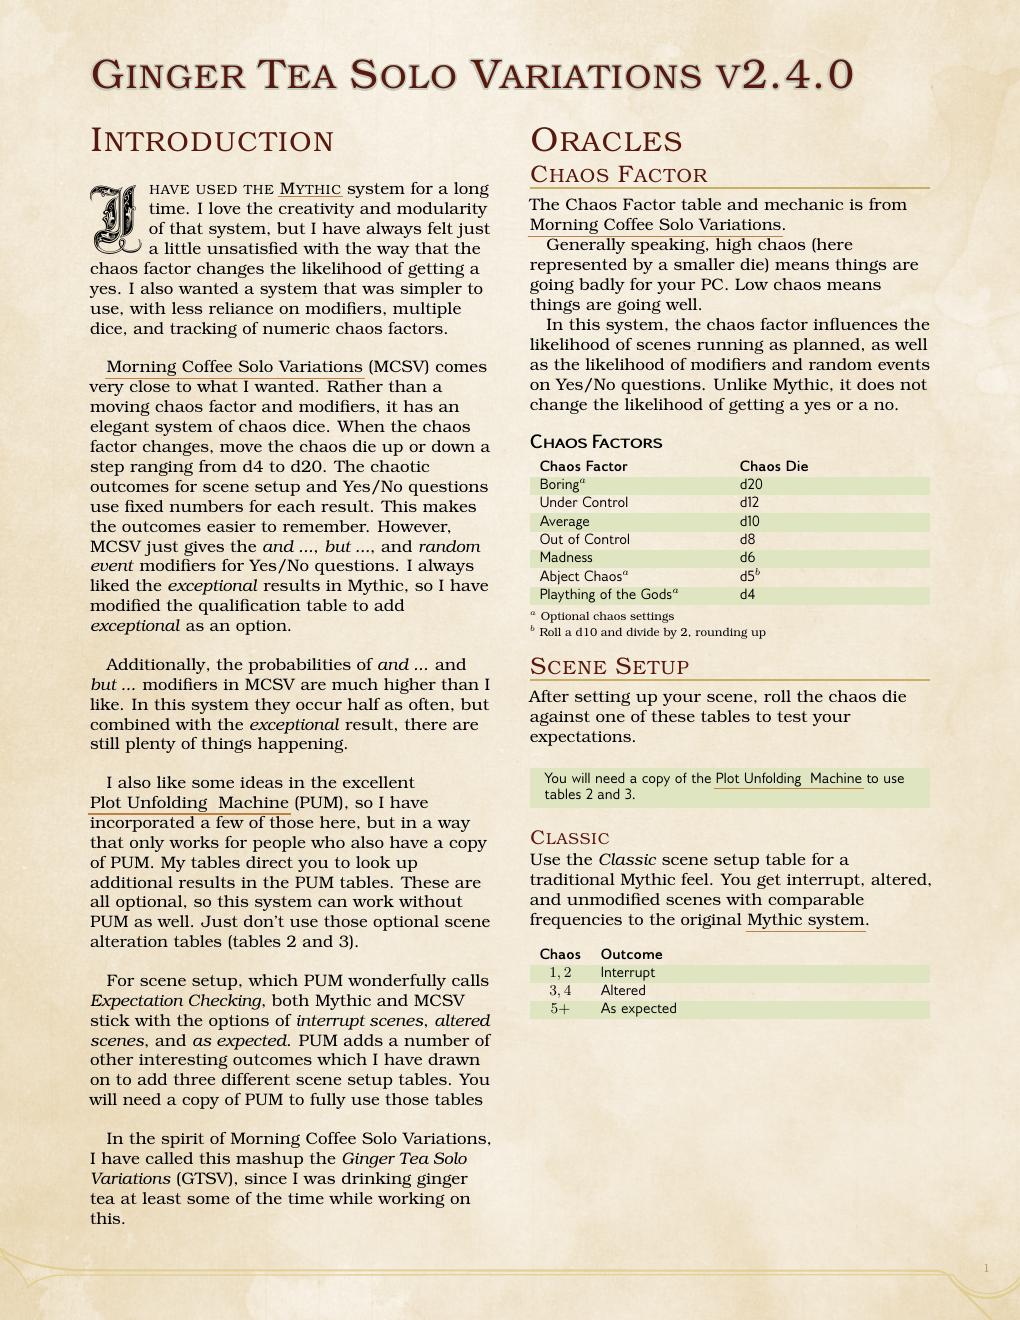 Ginger Tea Solo Variations v2.4.0
Introduction
I have used the Mythic system for a long
time. I love the creativity and modularity
of that system, but I have always felt just
a little unsatisfied with the way that the
chaos factor changes the likelihood of getting a
yes. I also wanted a system that was simpler to
use, with less reliance on modifiers, multiple
dice, and tracking of numeric chaos factors.
Morning Coffee Solo Variations (MCSV) comes
very close to what I wanted. Rather than a
moving chaos factor and modifiers, it has an
elegant system of chaos dice. When the chaos
factor changes, move the chaos die up or down a
step ranging from d4 to d20. The chaotic
outcomes for scene setup and Yes/No questions
use fixed numbers for each result. This makes
the outcomes easier to remember. However,
MCSV just gives the and ..., but ..., and random
event modifiers for Yes/No questions. I always
liked the exceptional results in Mythic, so I have
modified the qualification table to add
exceptional as an option.
Additionally, the probabilities of and ... and
but ... modifiers in MCSV are much higher than I
like. In this system they occur half as often, but
combined with the exceptional result, there are
still plenty of things happening.
I also like some ideas in the excellent
Plot Unfolding Machine (PUM), so I have
incorporated a few of those here, but in a way
that only works for people who also have a copy
of PUM. My tables direct you to look up
additional results in the PUM tables. These are
all optional, so this system can work without
PUM as well. Just don't use those optional scene
alteration tables (tables 2 and 3).
For scene setup, which PUM wonderfully calls
Expectation Checking, both Mythic and MCSV
stick with the options of interrupt scenes, altered
scenes, and as expected. PUM adds a number of
other interesting outcomes which I have drawn
on to add three different scene setup tables. You
will need a copy of PUM to fully use those tables
In the spirit of Morning Coffee Solo Variations,
I have called this mashup the Ginger Tea Solo
Variations (GTSV), since I was drinking ginger
tea at least some of the time while working on
this.
Oracles
Chaos Factor
The Chaos Factor table and mechanic is from
Morning Coffee Solo Variations.
Generally speaking, high chaos (here
represented by a smaller die) means things are
going badly for your PC. Low chaos means
things are going well.
In this system, the chaos factor influences the
likelihood of scenes running as planned, as well
as the likelihood of modifiers and random events
on Yes/No questions. Unlike Mythic, it does not
change the likelihood of getting a yes or a no.
Chaos Factors
Chaos Factor Chaos Die
Boring^a d20
Under Control d12
Average d10
Out of Control d8
Madness d6
Abject Chaos^a d5^b
Plaything of the Gods^a d4
^a Optional chaos settings
^b Roll a d10 and divide by 2, rounding up
Scene Setup
After setting up your scene, roll the chaos die
against one of these tables to test your
expectations.
You will need a copy of the Plot Unfolding Machine to use
tables 2 and 3.
Classic
Use the Classic scene setup table for a
traditional Mythic feel. You get interrupt, altered,
and unmodified scenes with comparable
frequencies to the original Mythic system.
Chaos Outcome
1, 2 Interrupt
3, 4 Altered
5+ As expected
1